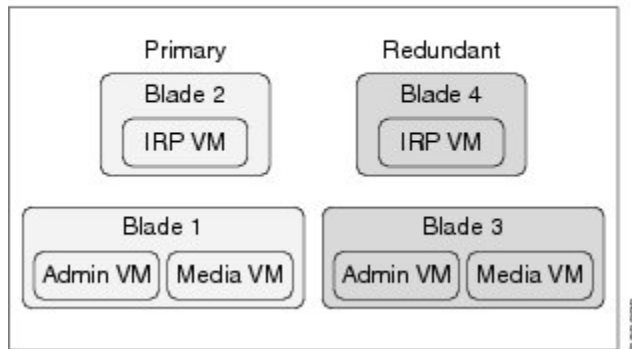 Primary
Redundant
Blade 2
IRP VM
Blade 4
IRP VM
Blade 1
Admin VM
Media VM
Blade 3
Admin VM
Media VM